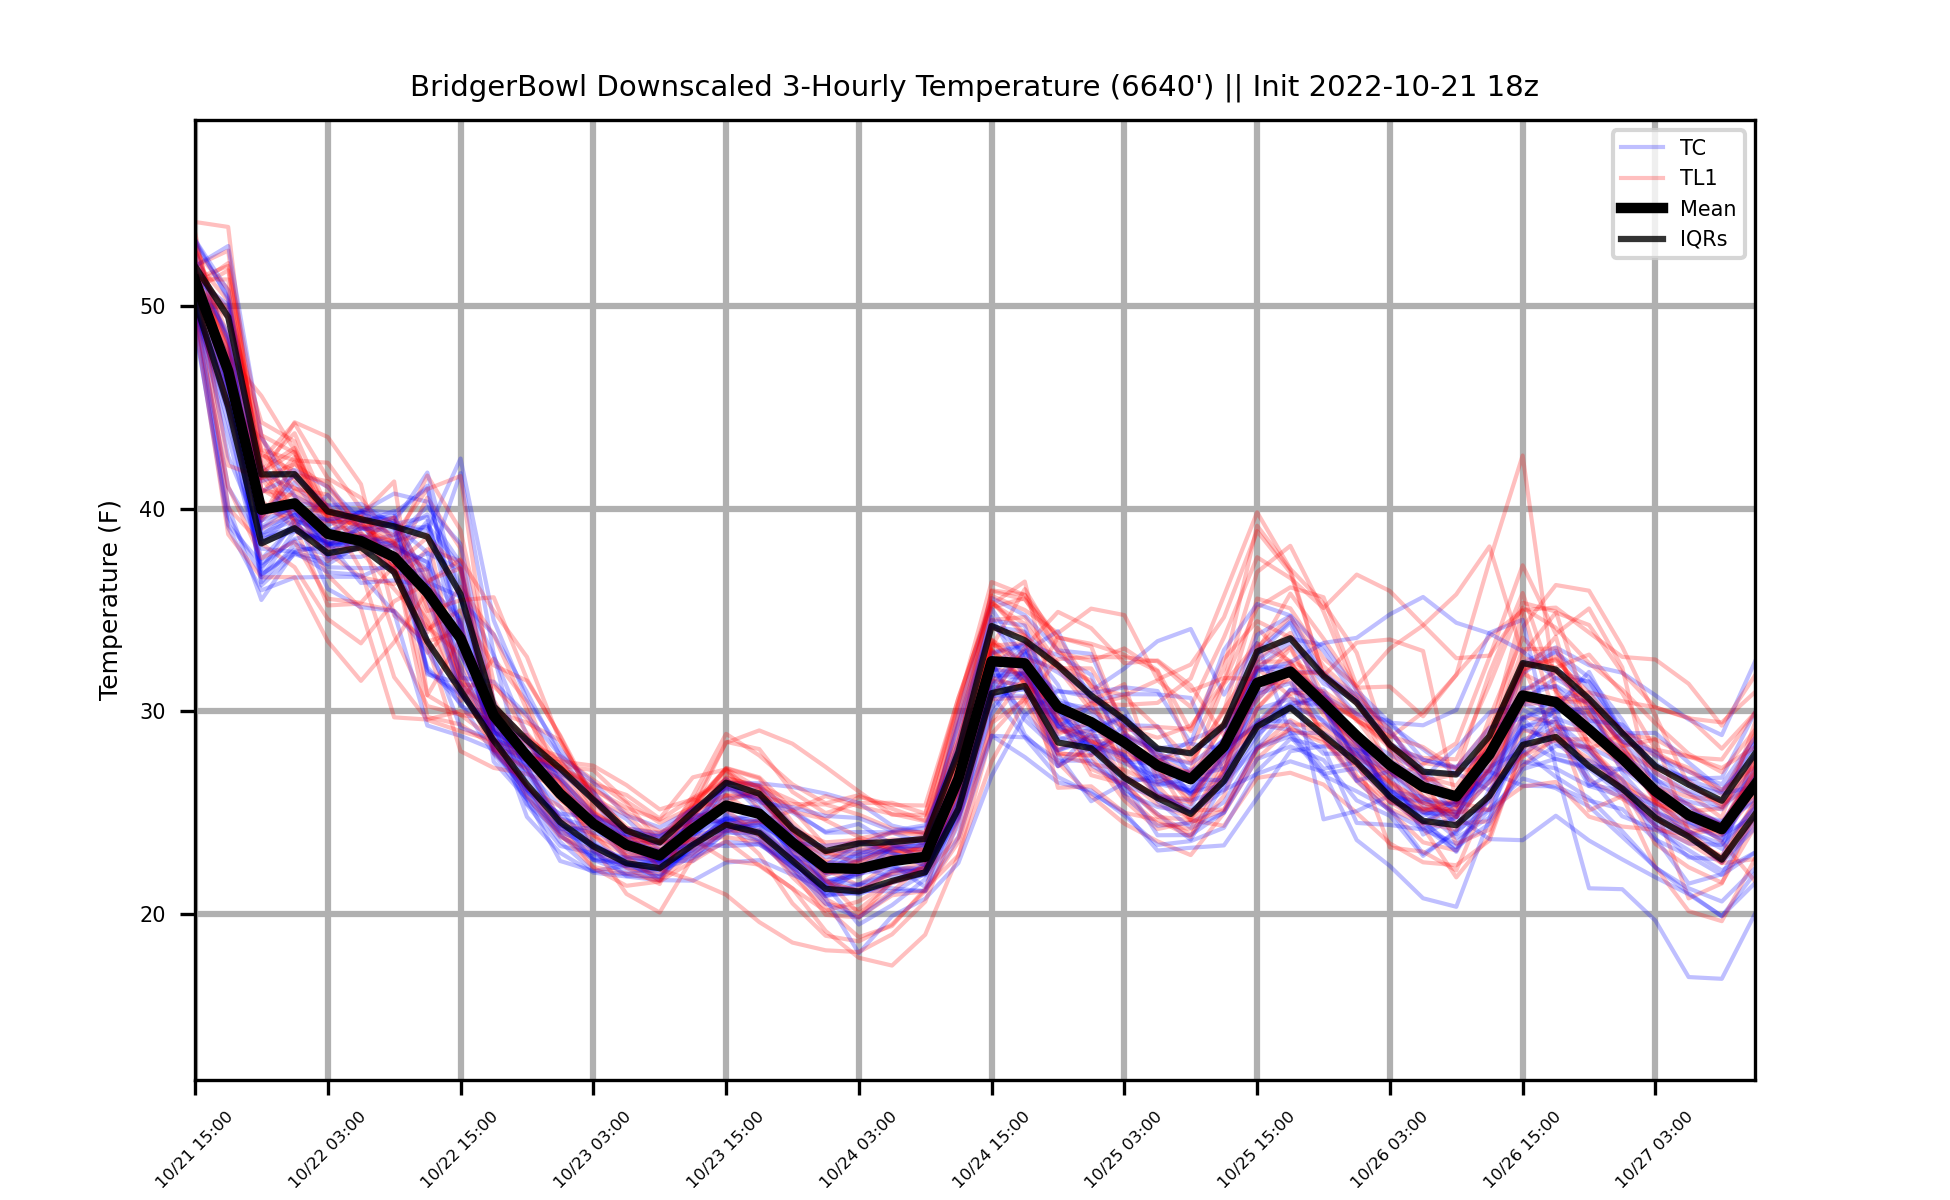 BridgerBowl Downscaled 3-Hourly Temperature (6640') || Init 2022-10-21 18z
TC
TL1
Mean
IQRs
Temperature (F)
50
40
30
20
10/21 15:00
10/22 03:00
10/22 15:00
10/23 03:00
10/23 15:00
10/24 03:00
10/24 15:00
10/25 03:00
10/25 15:00
10/26 03:00
10/26 15:00
10/27 03:00